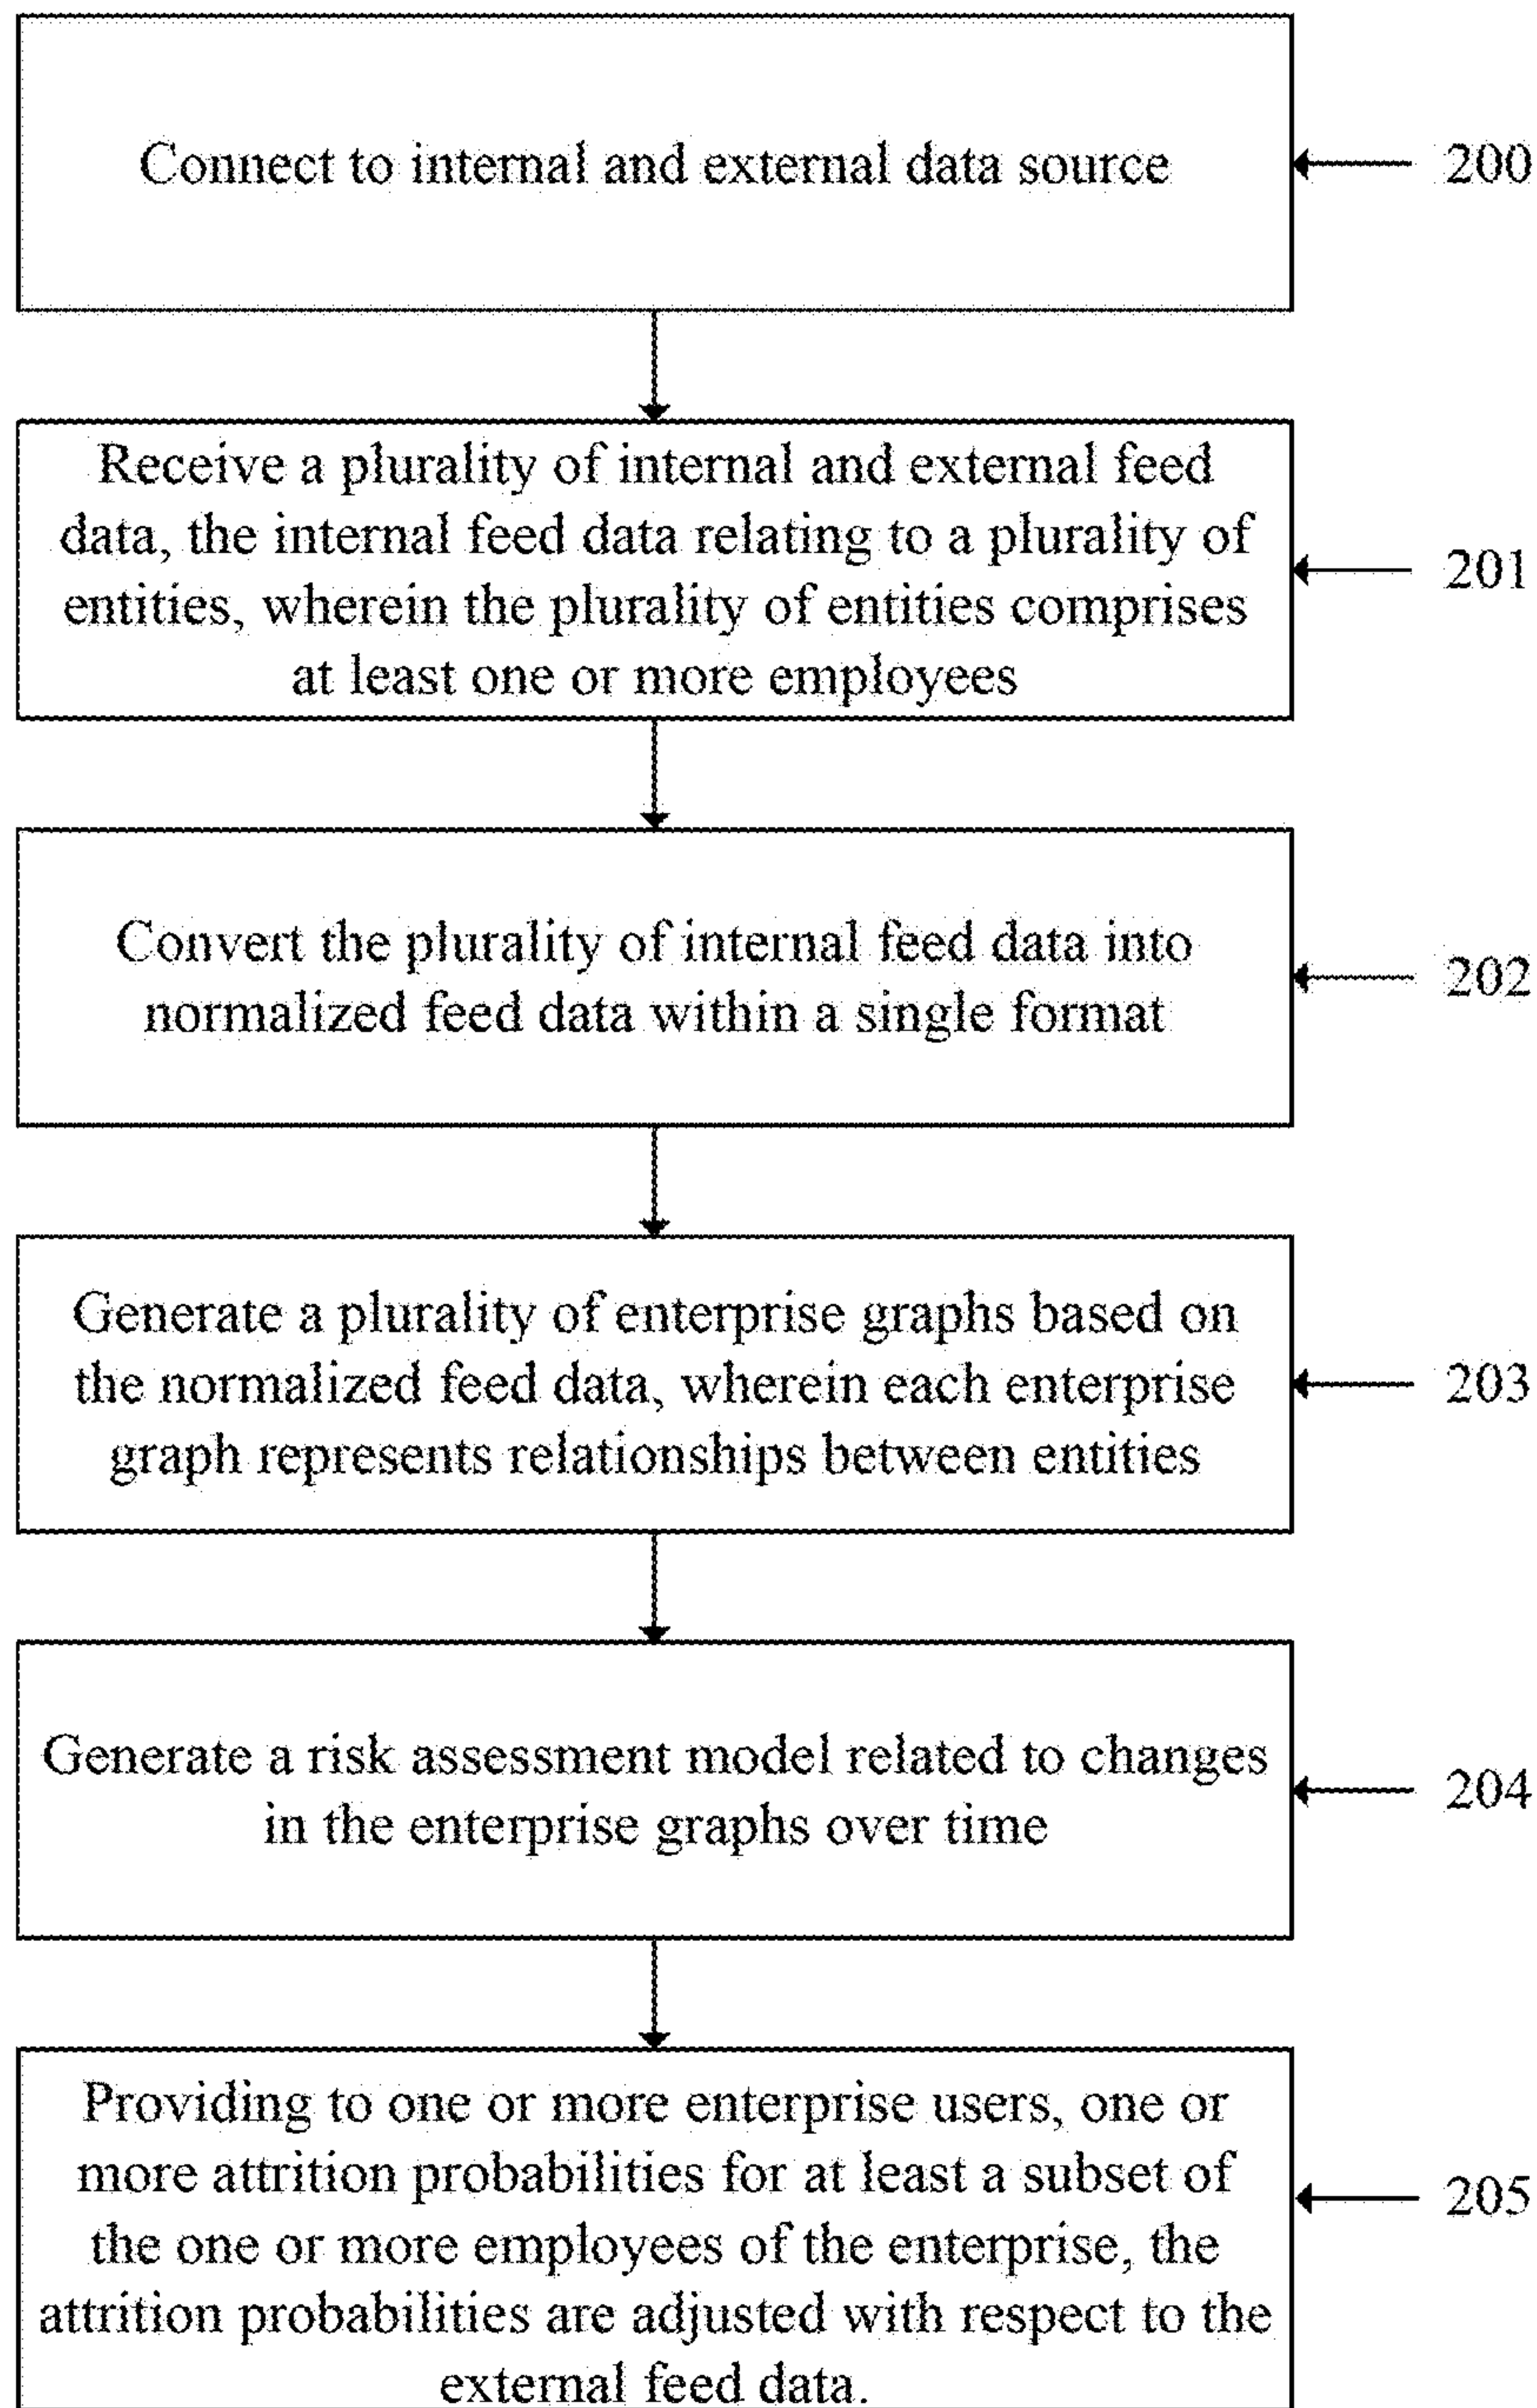 Connect to internal and external data source
200
Receive a plurality of internal and external feed
data, the internal feed data relating to a plurality of
entities, wherein the plurality of entities comprises
at least one or more employees
201
Convert the plurality of internal feed data into
normalized feed data within a single format
202
Generate a plurality of enterprise graphs based on
the normalized feed data, wherein each enterprise
graph represents relationships between entities
203
Generate a risk assessment model related to changes
in the enterprise graphs over time
204
Providing to one or more enterprise users, one or
more attrition probabilities for at least a subset of
the one or more employees of the enterprise, the
attrition probabilities are adjusted with respect to the
external feed data.
205